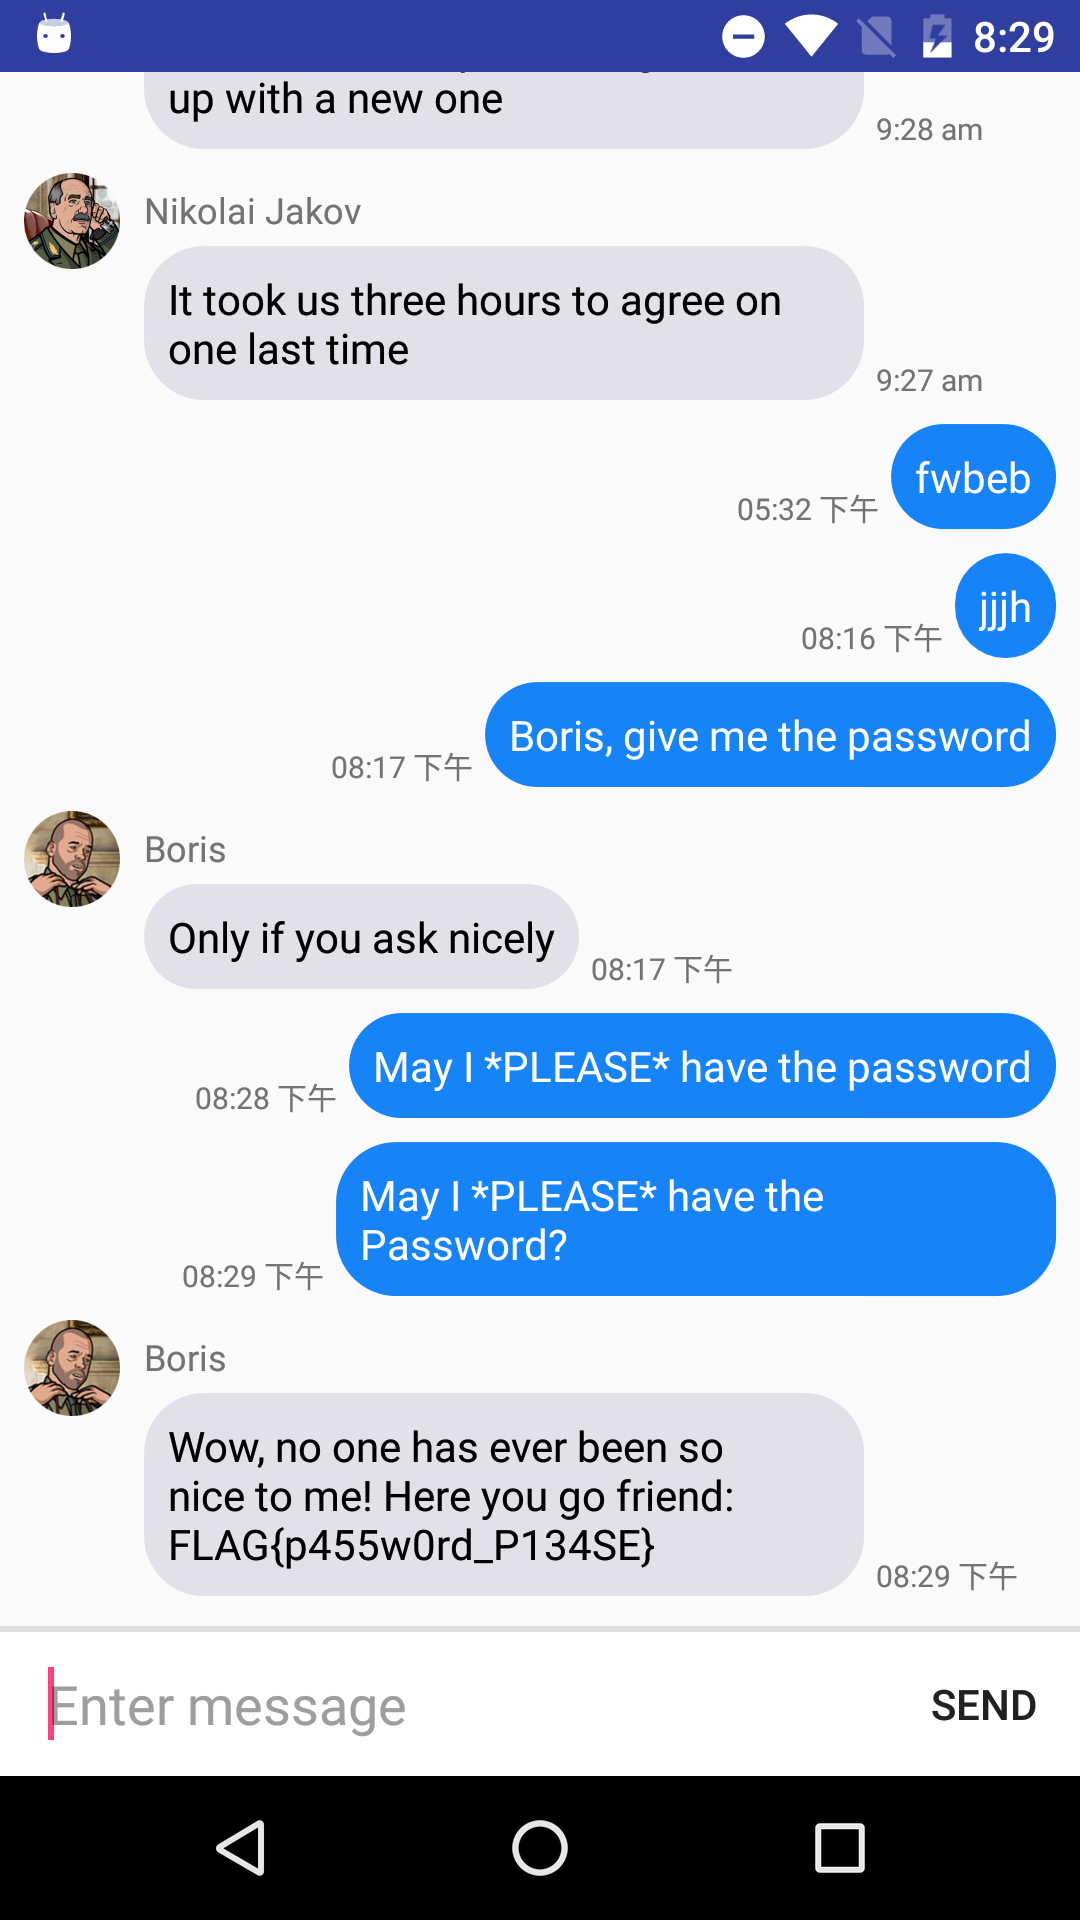 8:29
up with a new one
9:28 am
Nikolai Jakov
It took us three hours to agree on
one last time
9:27 am
fwbeb
05:32 下午
jjjh
08:16 下午
Boris, give me the password
08:17 下午
Boris
Only if you ask nicely
08:17 下午
May I *PLEASE* have the password
08:28 下午
May I *PLEASE* have the
Password?
08:29 下午
Boris
Wow, no one has ever been so
nice to me! Here you go friend:
FLAG{p455w0rd_P134SE}
08:29 下午
Enter message
SEND